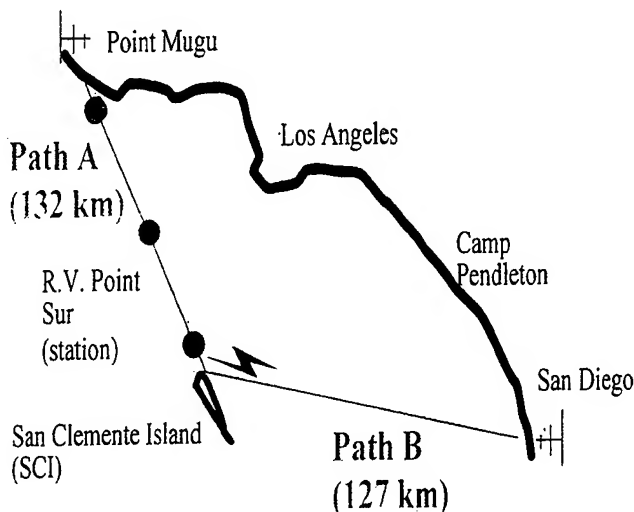 Point Mugu
Los Angeles
Path A
(132 km)
Camp
Pendleton
R.V. Point
Sur
(station)
San Diego
San Clemente Island
(SCI)
Path B
(127 km)